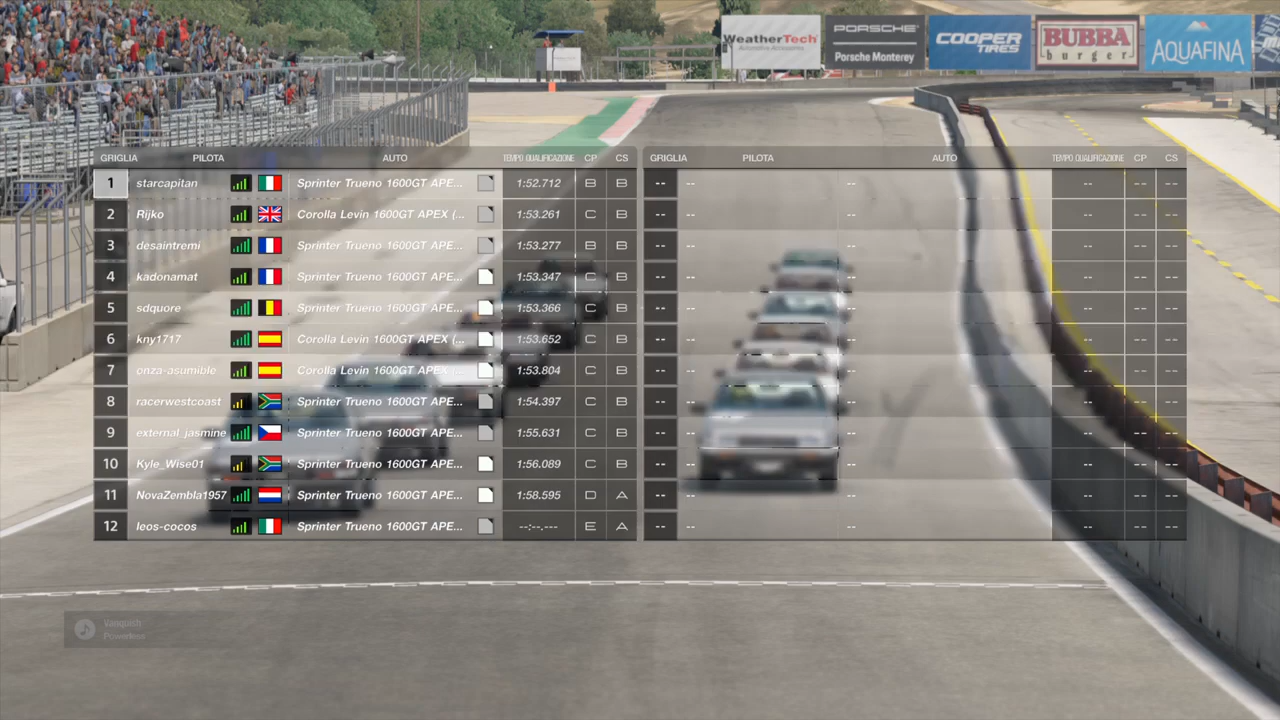 WeatherTech
Automotive Accessories
PORSCHE
Porsche Monterey
COOPER
TIRES
BUBBA
burger
AQUAFINA
GRIGLIA PILOTA AUTO TEMPO QUALIFICAZIONE CP CS GRIGLIA PILOTA AUTO TEMPO QUALIFICAZIONE CP CS
1 starcapitan Sprinter Trueno 1600GT APE... 1:52.712 B B -- -- -- -- -- --
2 Rijko Corolla Levin 1600GT APEX (... 1:53.261 C B -- -- -- -- -- --
3 desaintremi Sprinter Trueno 1600GT APE... 1:53.277 B B -- -- -- -- -- --
4 kadonamat Sprinter Trueno 1600GT APE... 1:53.347 C B -- -- -- -- -- --
5 sdquore Sprinter Trueno 1600GT APE... 1:53.366 C B -- -- -- -- -- --
6 kny1717 Corolla Levin 1600GT APEX (... 1:53.652 C B -- -- -- -- -- --
7 onza-asumible Corolla Levin 1600GT APEX (... 1:53.804 C B -- -- -- -- -- --
8 racerwestcoast Sprinter Trueno 1600GT APE... 1:54.397 C B -- -- -- -- -- --
9 external_jasmine Sprinter Trueno 1600GT APE... 1:55.631 C B -- -- -- -- -- --
10 Kyle_Wise01 Sprinter Trueno 1600GT APE... 1:56.089 C B -- -- -- -- -- --
11 NovaZembla1957 Sprinter Trueno 1600GT APE... 1:58.595 D A -- -- -- -- -- --
12 leos-cocos Sprinter Trueno 1600GT APE... --:--.--- E A -- -- -- -- -- --
Vanquish
Powerless